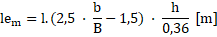 le_m = l.(2,5 · b/B − 1,5) · h/0,36 [m]